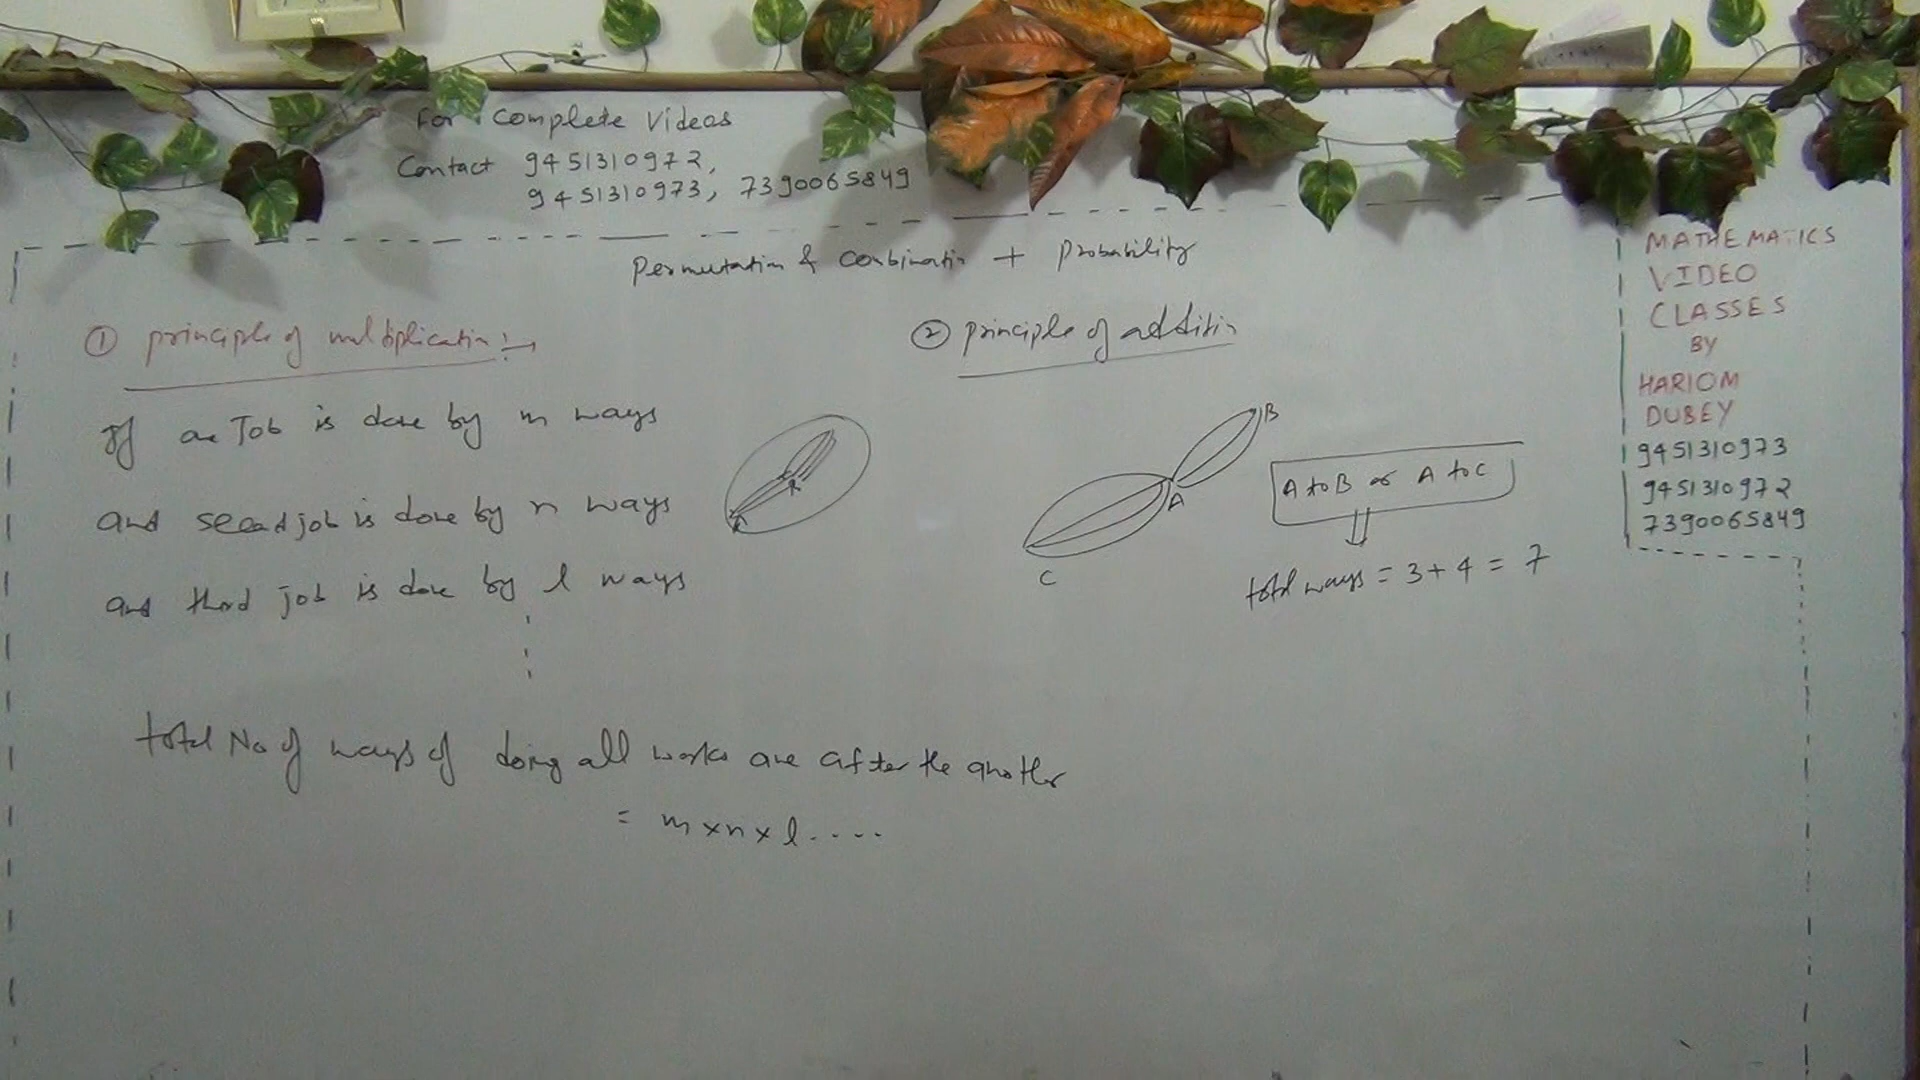 For Complete Videos
Contact 9451310972,
9451310973, 7390065849
Permutation & Combinatin + Probability
① principle of multiplication :→
If one Job is done by m ways
and second job is done by n ways
and third job is done by l ways
total No of ways of doing all works one after the another
= m x n x l ....
② principle of additin
B
A
C
A to B or A to C
total ways = 3 + 4 = 7
MATHEMATICS
VIDEO
CLASSES
BY
HARIOM
DUBEY
9451310973
9451310972
7390065849